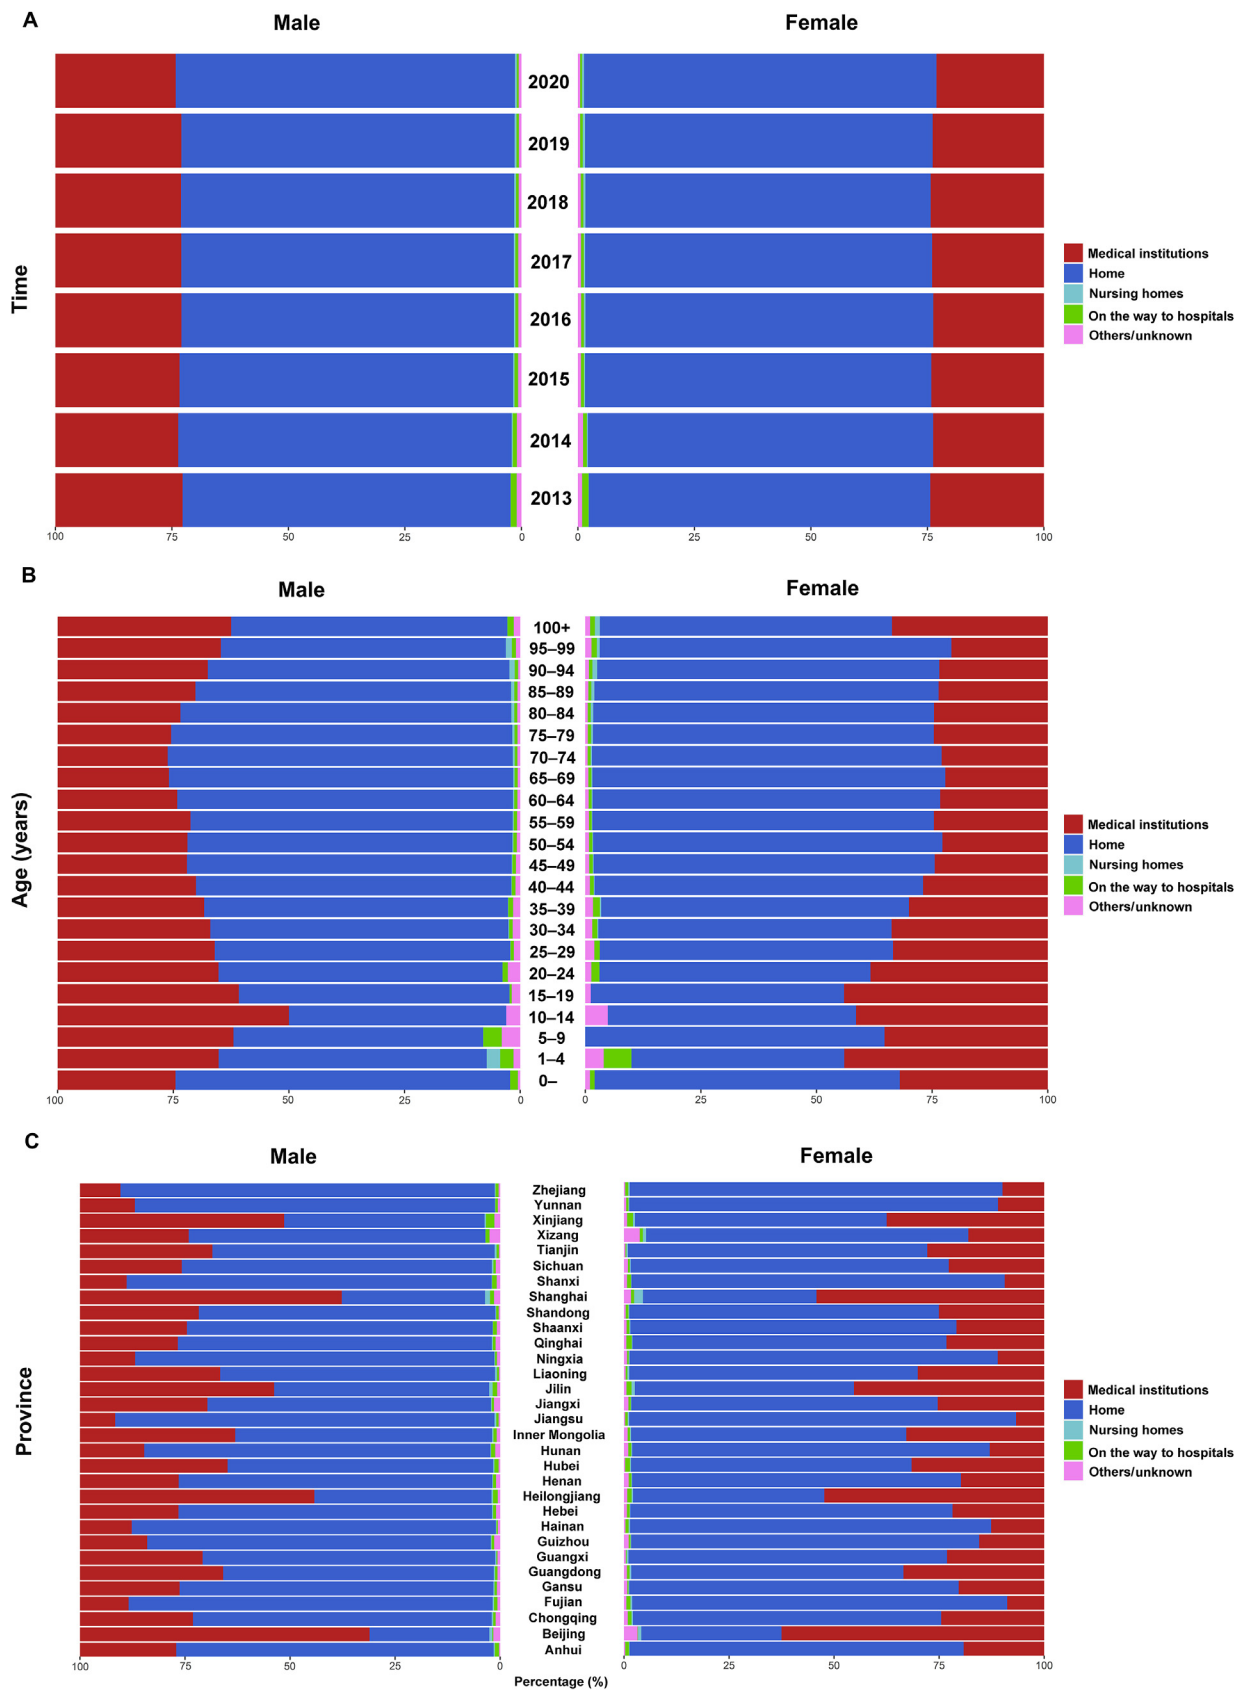 A
Male
Female
2020
2019
2018
2017
2016
2015
2014
2013
Time
100
75
50
25
0
0
25
50
75
100
Medical institutions
Home
Nursing homes
On the way to hospitals
Others/unknown
B
Male
Female
100+
95–99
90–94
85–89
80–84
75–79
70–74
65–69
60–64
55–59
50–54
45–49
40–44
35–39
30–34
25–29
20–24
15–19
10–14
5–9
1–4
0–
Age (years)
100
75
50
25
0
0
25
50
75
100
Medical institutions
Home
Nursing homes
On the way to hospitals
Others/unknown
C
Male
Female
Zhejiang
Yunnan
Xinjiang
Xizang
Tianjin
Sichuan
Shanxi
Shanghai
Shandong
Shaanxi
Qinghai
Ningxia
Liaoning
Jilin
Jiangxi
Jiangsu
Inner Mongolia
Hunan
Hubei
Henan
Heilongjiang
Hebei
Hainan
Guizhou
Guangxi
Guangdong
Gansu
Fujian
Chongqing
Beijing
Anhui
Province
100
75
50
25
0
0
25
50
75
100
Percentage (%)
Medical institutions
Home
Nursing homes
On the way to hospitals
Others/unknown